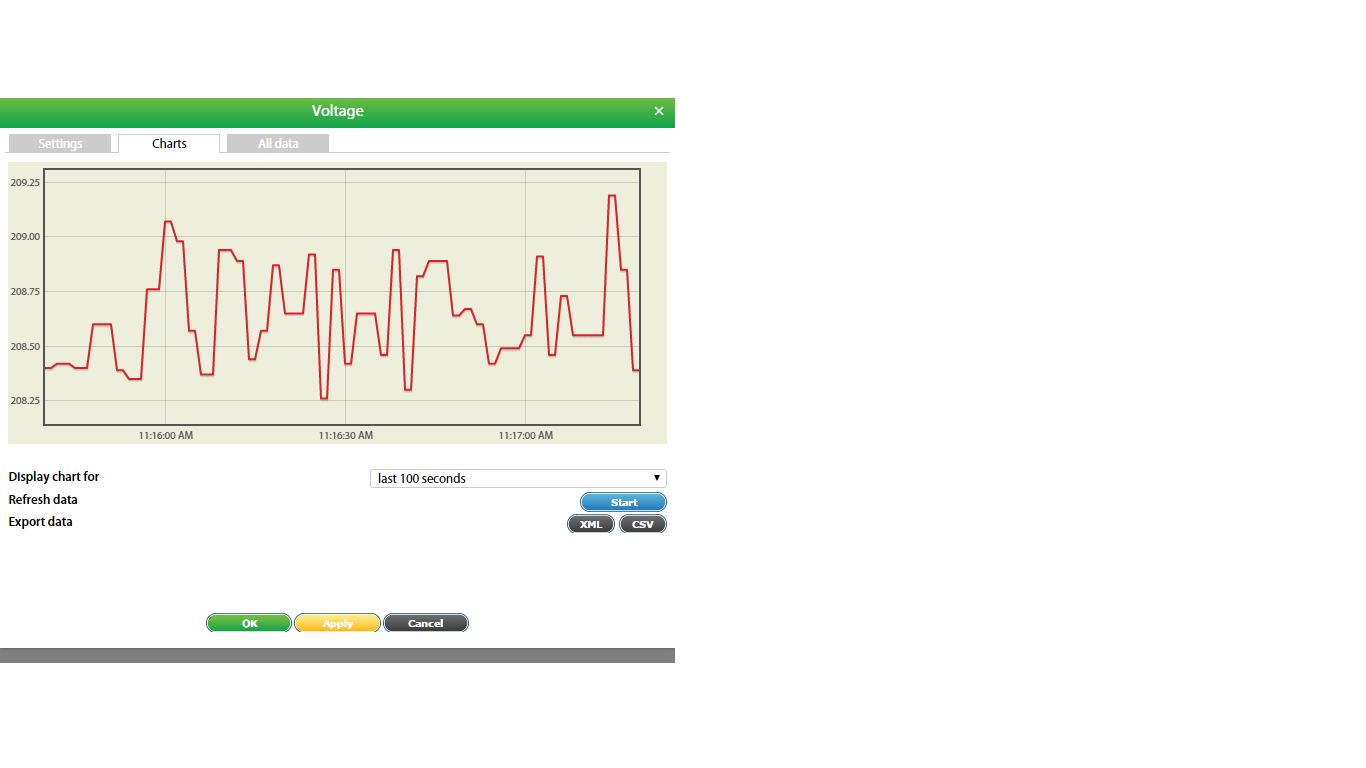 Voltage ×
Settings Charts All data
209.25
209.00
208.75
208.50
208.25
11:16:00 AM 11:16:30 AM 11:17:00 AM
DIsplay chart for last 100 seconds
Refresh data Start
Export data XML CSV
OK Apply Cancel